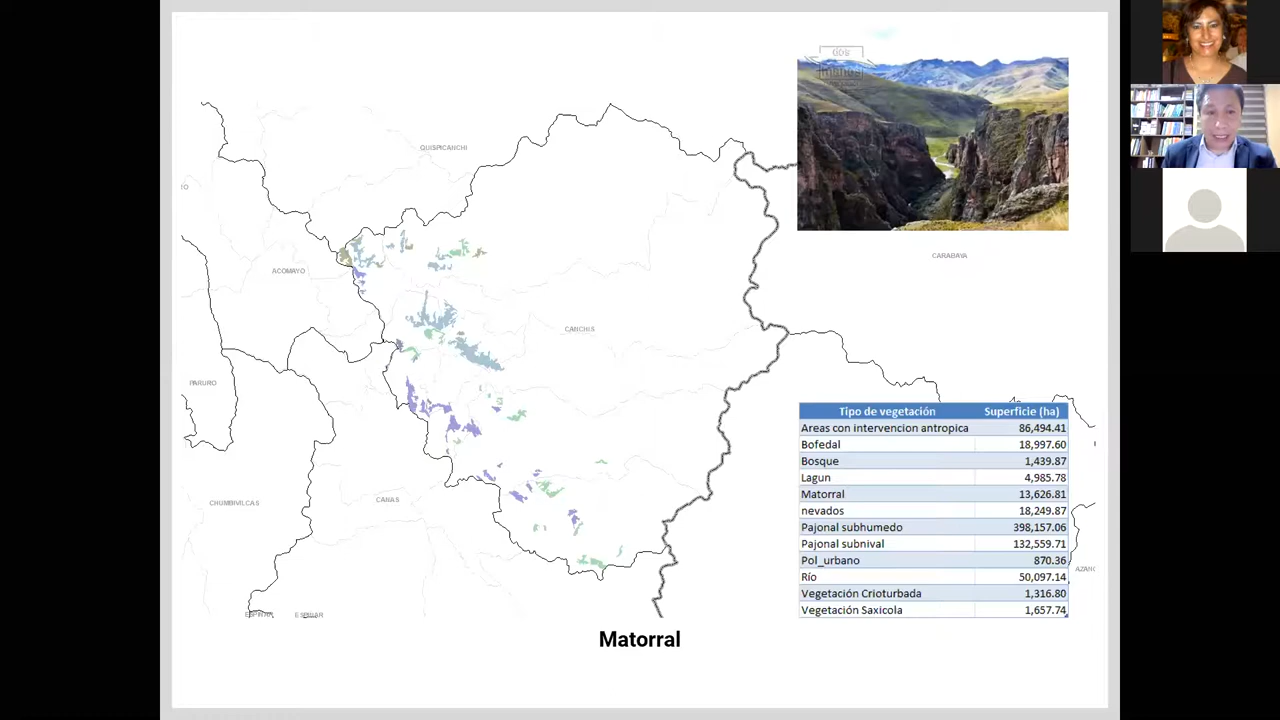 QUISPICANCHI
ACOMAYO
CARABAYA
CANCHIS
PARURO
CHUMBIVILCAS
CANAS
ESPINAR
Tipo de vegetación Superficie (ha)
Areas con intervencion antropica 86,494.41
Bofedal 18,997.60
Bosque 1,439.87
Lagun 4,985.78
Matorral 13,626.81
nevados 18,249.87
Pajonal subhumedo 398,157.06
Pajonal subnival 132,559.71
Pol_urbano 870.36
Río 50,097.14
Vegetación Crioturbada 1,316.80
Vegetación Saxicola 1,657.74
Matorral